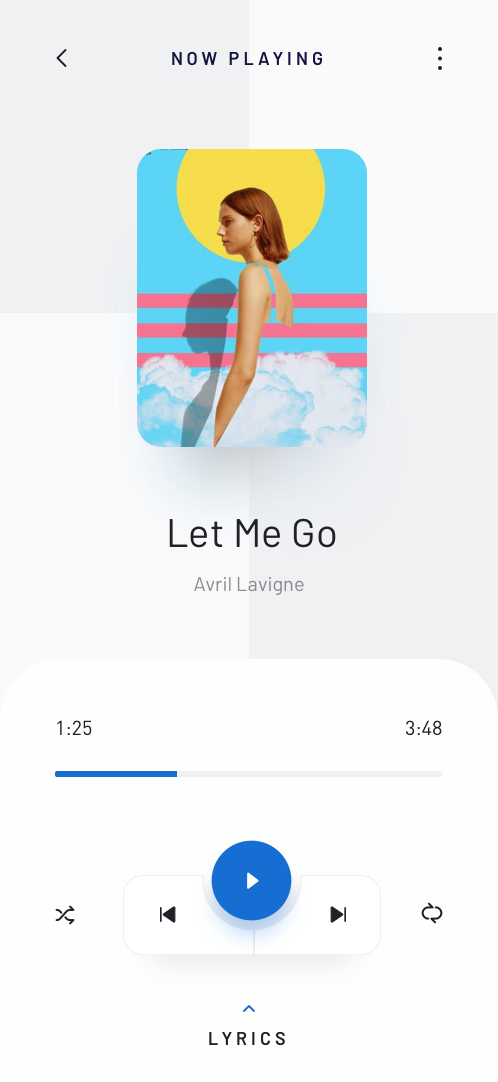 NOW PLAYING
Let Me Go
Avril Lavigne
1:25
3:48
LYRICS